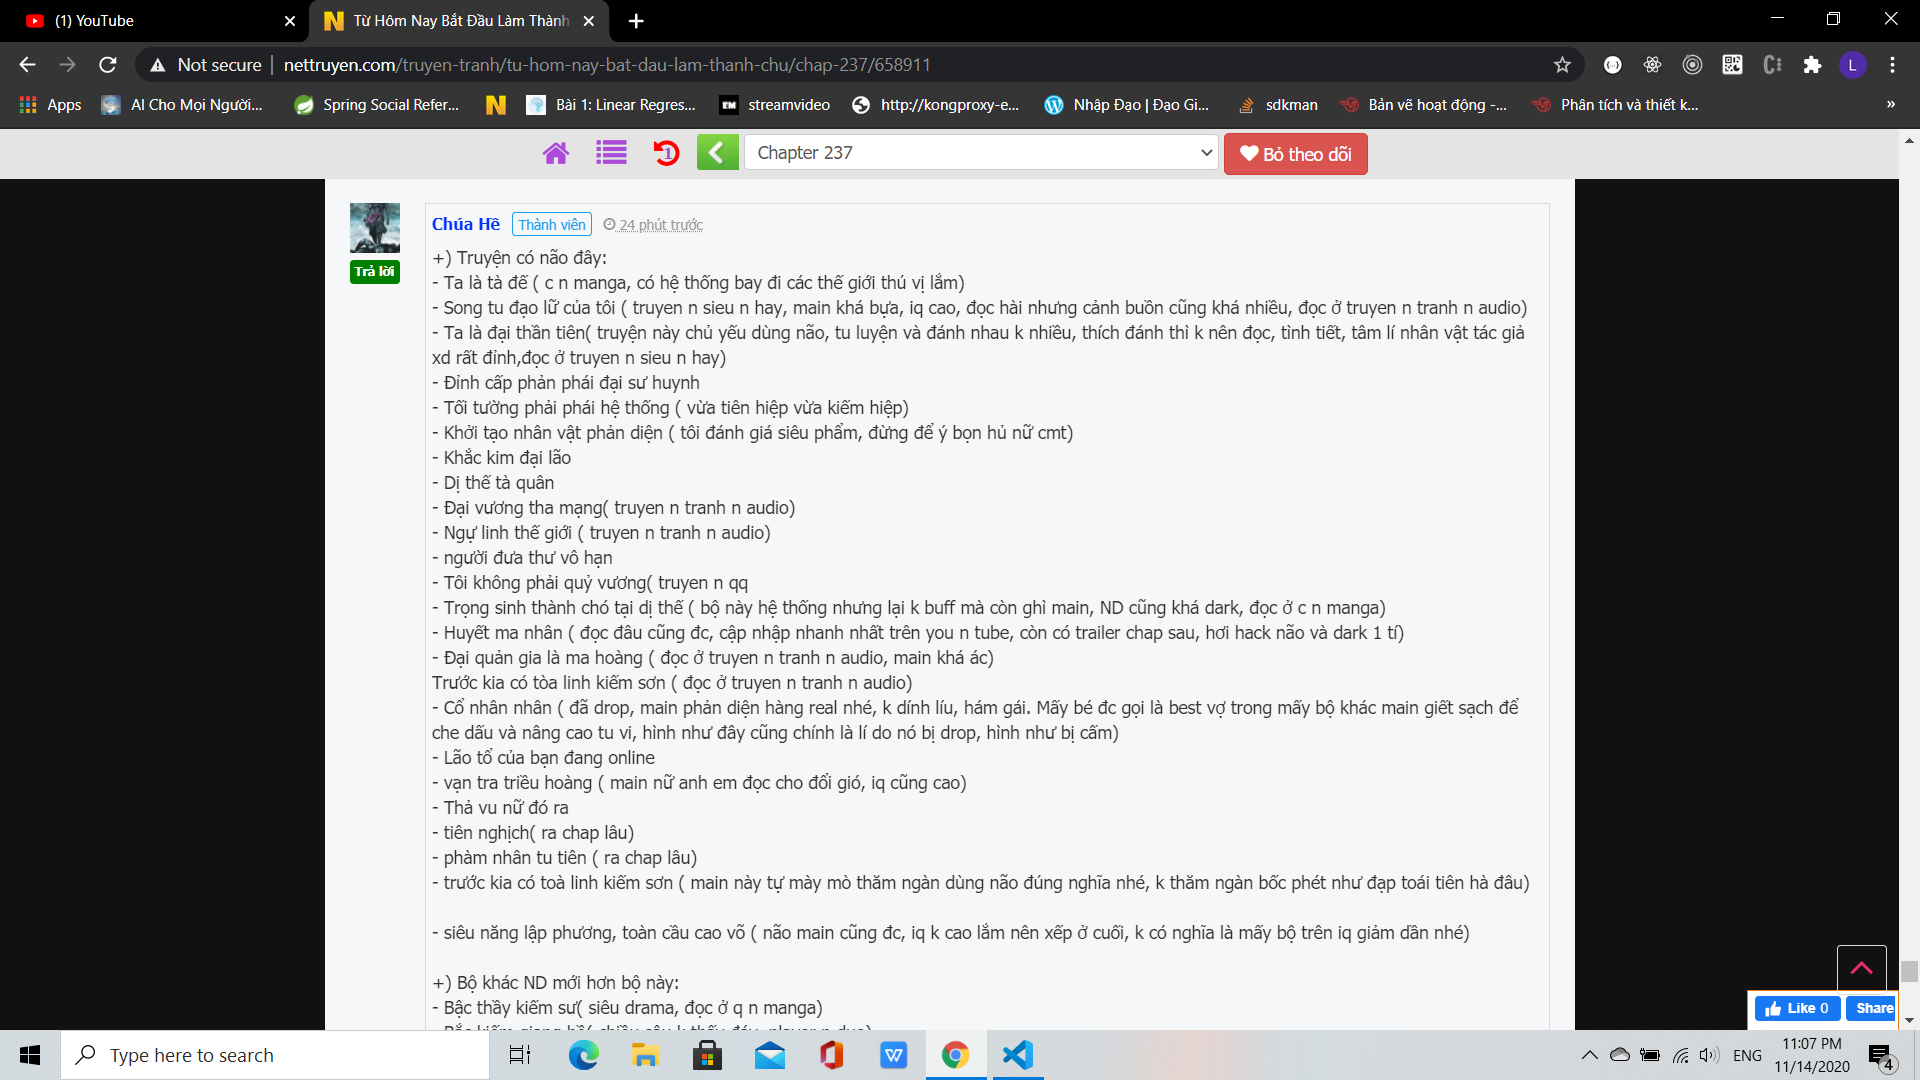 (1) YouTube
Từ Hôm Nay Bắt Đầu Làm Thành
Not secure
nettruyen.com/truyen-tranh/tu-hom-nay-bat-dau-lam-thanh-chu/chap-237/658911
L
Apps
AI Cho Mọi Người...
Spring Social Refer...
Bài 1: Linear Regres...
streamvideo
http://kongproxy-e...
Nhập Đạo | Đạo Gi...
sdkman
Bản vẽ hoạt động -...
Phân tích và thiết k...
»
1
Chapter 237
Bỏ theo dõi
Chúa Hề Thành viên 24 phút trước
Trả lời
+) Truyện có não đây:
- Ta là tà đế ( c n manga, có hệ thống bay đi các thế giới thú vị lắm)
- Song tu đạo lữ của tôi ( truyen n sieu n hay, main khá bựa, iq cao, đọc hài nhưng cảnh buồn cũng khá nhiều, đọc ở truyen n tranh n audio)
- Ta là đại thần tiên( truyện này chủ yếu dùng não, tu luyện và đánh nhau k nhiều, thích đánh thì k nên đọc, tình tiết, tâm lí nhân vật tác giả
xd rất đỉnh,đọc ở truyen n sieu n hay)
- Đỉnh cấp phản phái đại sư huynh
- Tối tường phải phái hệ thống ( vừa tiên hiệp vừa kiếm hiệp)
- Khởi tạo nhân vật phản diện ( tôi đánh giá siêu phẩm, đừng để ý bọn hủ nữ cmt)
- Khắc kim đại lão
- Dị thế tà quân
- Đại vương tha mạng( truyen n tranh n audio)
- Ngự linh thế giới ( truyen n tranh n audio)
- người đưa thư vô hạn
- Tôi không phải quỷ vương( truyen n qq
- Trọng sinh thành chó tại dị thế ( bộ này hệ thống nhưng lại k buff mà còn ghì main, ND cũng khá dark, đọc ở c n manga)
- Huyết ma nhân ( đọc đâu cũng đc, cập nhập nhanh nhất trên you n tube, còn có trailer chap sau, hơi hack não và dark 1 tí)
- Đại quản gia là ma hoàng ( đọc ở truyen n tranh n audio, main khá ác)
Trước kia có tòa linh kiếm sơn ( đọc ở truyen n tranh n audio)
- Cổ nhân nhân ( đã drop, main phản diện hàng real nhé, k dính líu, hám gái. Mấy bé đc gọi là best vợ trong mấy bộ khác main giết sạch để
che dấu và nâng cao tu vi, hình như đây cũng chính là lí do nó bị drop, hình như bị cấm)
- Lão tổ của bạn đang online
- vạn tra triều hoàng ( main nữ anh em đọc cho đổi gió, iq cũng cao)
- Thả vu nữ đó ra
- tiên nghịch( ra chap lâu)
- phàm nhân tu tiên ( ra chap lâu)
- trước kia có toà linh kiếm sơn ( main này tự mày mò thăm ngàn dùng não đúng nghĩa nhé, k thăm ngàn bốc phét như đạp toái tiên hà đâu)
- siêu năng lập phương, toàn cầu cao võ ( não main cũng đc, iq k cao lắm nên xếp ở cuối, k có nghĩa là mấy bộ trên iq giảm dần nhé)
+) Bộ khác ND mới hơn bộ này:
- Bậc thầy kiếm sư( siêu drama, đọc ở q n manga)
Like 0
Share
Type here to search
ENG
11:07 PM
11/14/2020
4